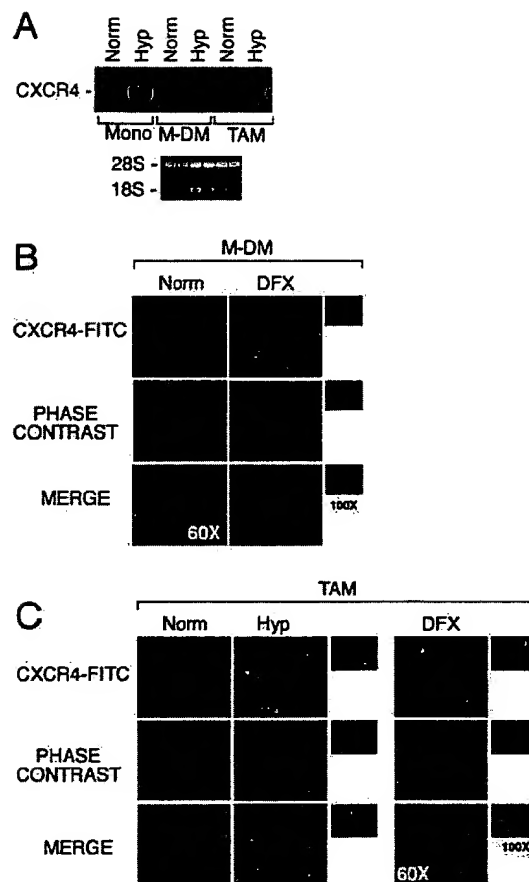 A
Norm Hyp Norm Hyp Norm Hyp
CXCR4 -
Mono M-DM TAM
28S -
18S -
B
M-DM
Norm DFX
CXCR4-FITC
PHASE
CONTRAST
MERGE
60X
100X
C
TAM
Norm Hyp DFX
CXCR4-FITC
PHASE
CONTRAST
MERGE
60X
100X